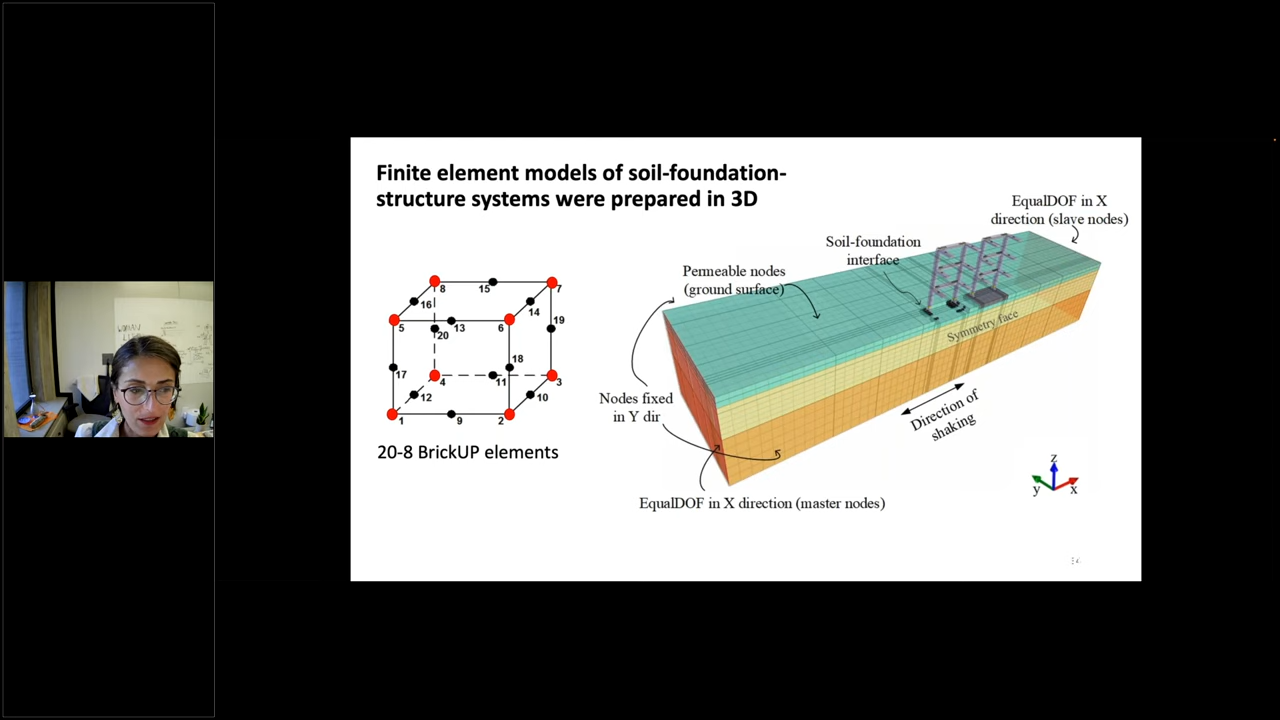 Finite element models of soil-foundation-
structure systems were prepared in 3D
8
15
7
16
14
5
13
6
19
20
18
17
4
11
3
12
10
1
9
2
20-8 BrickUP elements
EqualDOF in X
direction (slave nodes)
Soil-foundation
interface
Permeable nodes
(ground surface)
Symmetry face
Nodes fixed
in Y dir
Direction of
shaking
EqualDOF in X direction (master nodes)
z
y
x